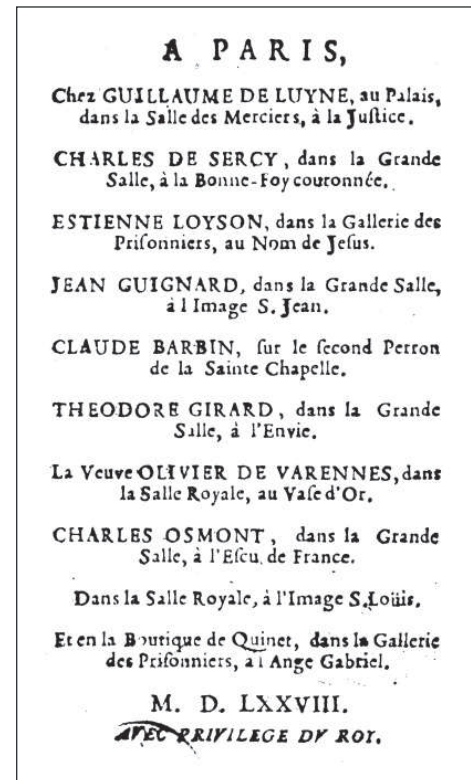 A PARIS,
Chez GUILLAUME DE LUYNE, au Palais,
dans la Salle des Merciers, à la Juſtice.
CHARLES DE SERCY, dans la Grande
Salle, à la Bonne-Foy couronnée.
ESTIENNE LOYSON, dans la Gallerie des
Priſonniers, au Nom de Jeſus.
JEAN GUIGNARD, dans la Grande Salle,
à l Image S. Jean.
CLAUDE BARBIN, ſur le ſecond Perron
de la Sainte Chapelle.
THEODORE GIRARD, dans la Grande
Salle, à l'Envie.
La Veuve OLIVIER DE VARENNES, dans
la Salle Royale, au Vaſe d'Or.
CHARLES OSMONT, dans la Grande
Salle, à l'Eſcu de France.
Dans la Salle Royale, à l'Image S. Loüis.
Et en la Boutique de Quinet, dans la Gallerie
des Priſonniers, à l Ange Gabriel.
M. D. LXXVIII.
AVEC PRIVILEGE DV ROY.